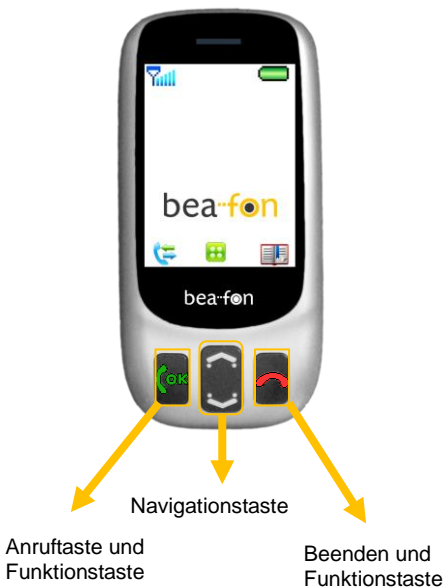 bea-fon
bea-fon
OK
Navigationstaste
Anruftaste und
Funktionstaste
Beenden und
Funktionstaste